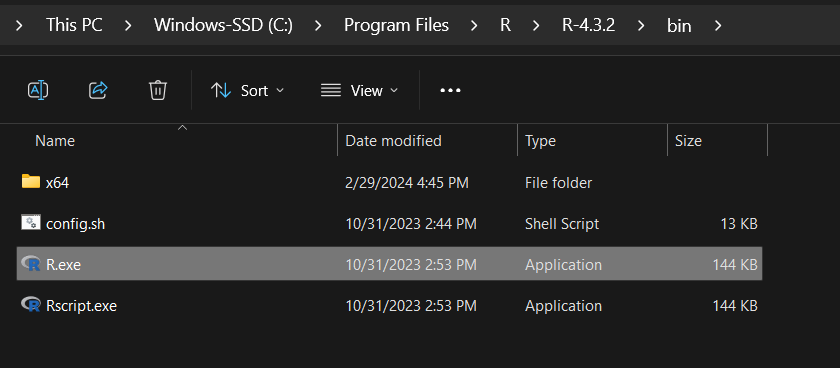 This PC > Windows-SSD (C:) > Program Files > R > R-4.3.2 > bin >
Sort View
Name Date modified Type Size
x64 2/29/2024 4:45 PM File folder
config.sh 10/31/2023 2:44 PM Shell Script 13 KB
R.exe 10/31/2023 2:53 PM Application 144 KB
Rscript.exe 10/31/2023 2:53 PM Application 144 KB